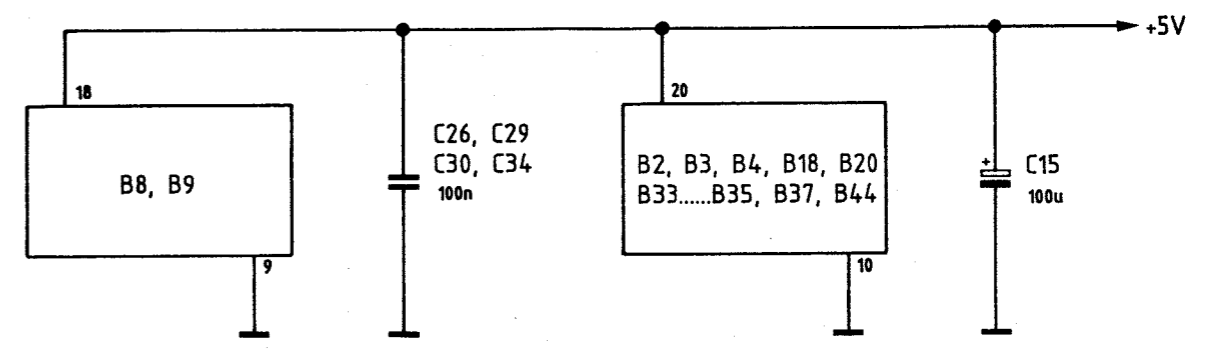 +5V
18
20
C26, C29
C30, C34
100n
B8, B9
B2, B3, B4, B18, B20
B33......B35, B37, B44
+
C15
100u
9
10